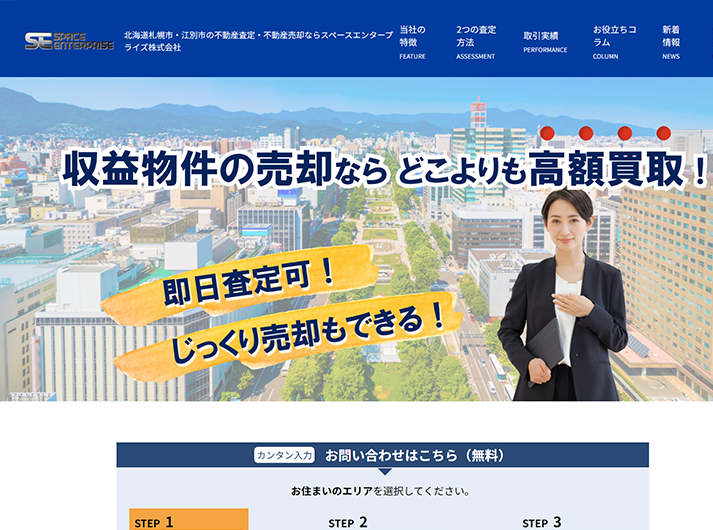 SE SPACE ENTERPRISE
北海道札幌市・江別市の不動産査定・不動産売却ならスペースエンタープ
ライズ株式会社
当社の
特徴
FEATURE
2つの査定
方法
ASSESSMENT
取引実績
PERFORMANCE
お役立ちコ
ラム
COLUMN
新着
情報
NEWS
収益物件の売却なら どこよりも高額買取！
即日査定可！
じっくり売却もできる！
カンタン入力 お問い合わせはこちら（無料）
お住まいのエリアを選択してください。
STEP 1
STEP 2
STEP 3